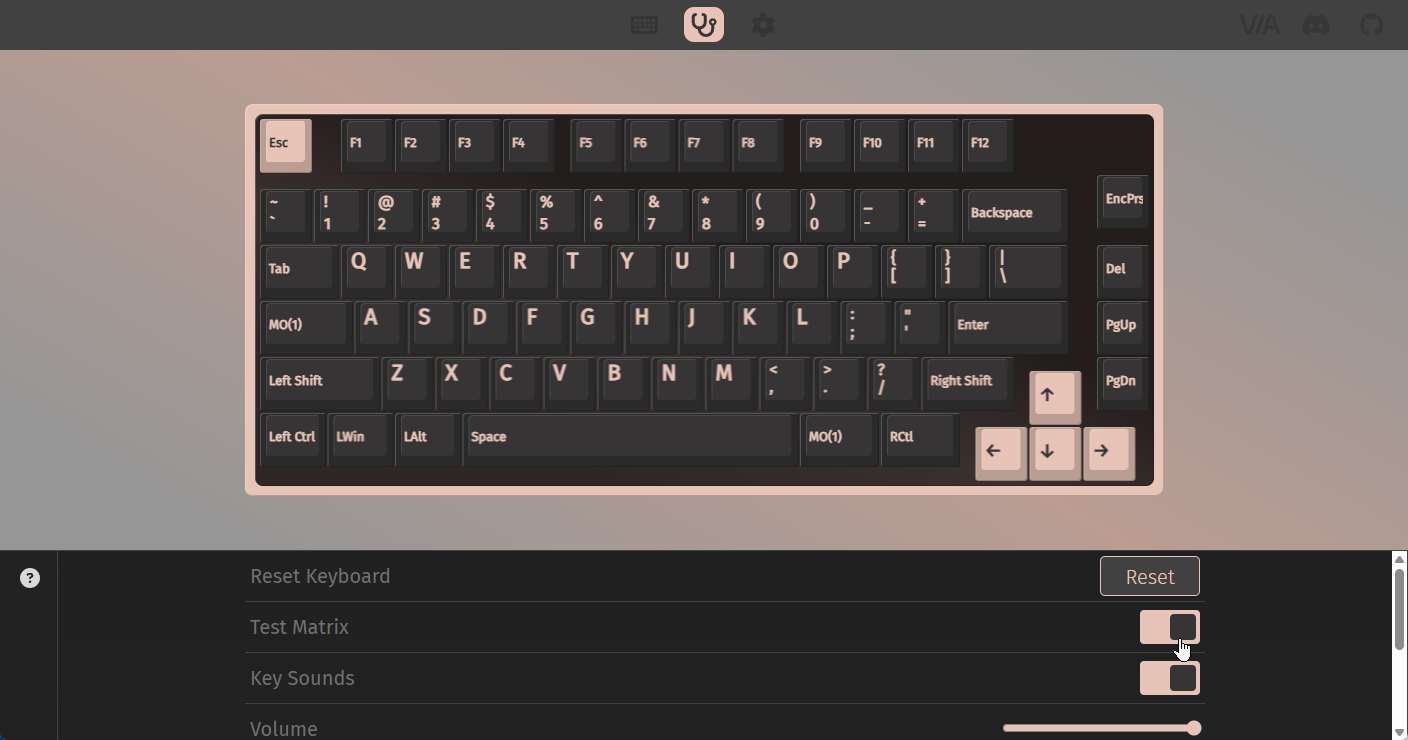 VIA
Esc F1 F2 F3 F4 F5 F6 F7 F8 F9 F10 F11 F12
EncPrs
~ ! @ # $ % ^ & * ( ) _ +
` 1 2 3 4 5 6 7 8 9 0 - = Backspace
Tab Q W E R T Y U I O P { } | Del
[ ] \
MO(1) A S D F G H J K L : " Enter PgUp
; '
Left Shift Z X C V B N M < > ? Right Shift ↑ PgDn
, . /
Left Ctrl LWin LAlt Space MO(1) RCtl ← ↓ →
? Reset Keyboard Reset
Test Matrix
Key Sounds
Volume